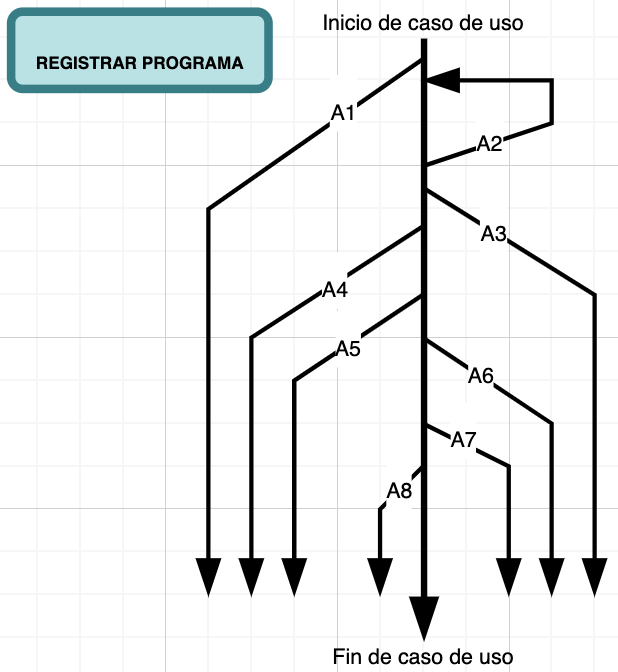 Inicio de caso de uso
REGISTRAR PROGRAMA
A1
A2
A3
A4
A5
A6
A7
A8
Fin de caso de uso